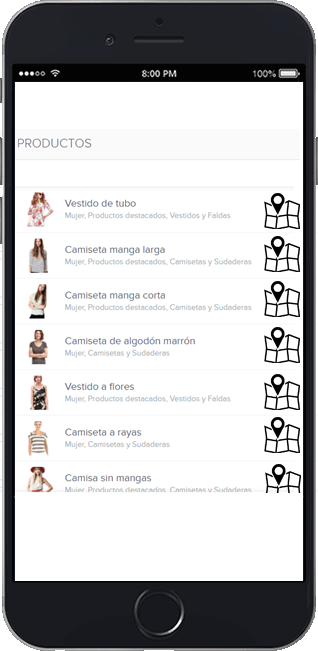 8:00 PM
100%
PRODUCTOS
Vestido de tubo
Mujer, Productos destacados, Vestidos y Faldas
Camiseta manga larga
Mujer, Productos destacados, Camisetas y Sudaderas
Camiseta manga corta
Mujer, Productos destacados, Camisetas y Sudaderas
Camiseta de algodón marrón
Mujer, Camisetas y Sudaderas
Vestido a flores
Mujer, Productos destacados, Vestidos y Faldas
Camiseta a rayas
Mujer, Camisetas y Sudaderas
Camisa sin mangas
Mujer, Productos destacados, Camisetas y Sudaderas